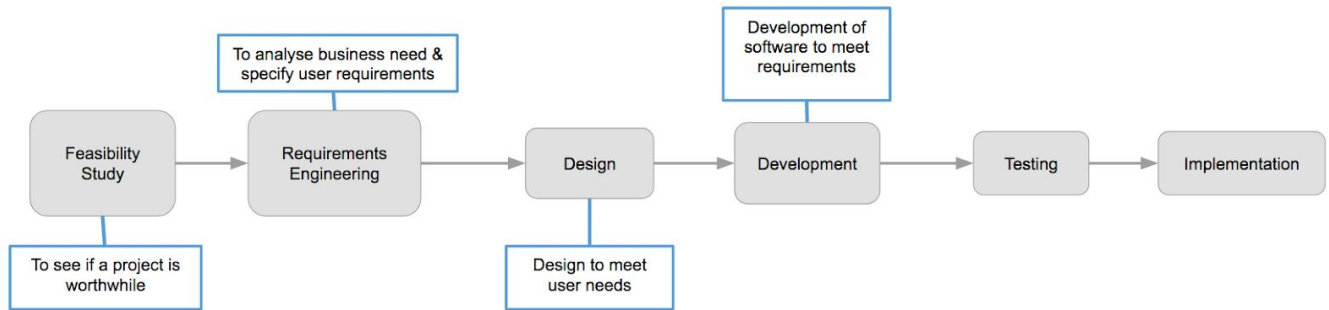 To analyse business need &
specify user requirements
Development of
software to meet
requirements
Feasibility
Study
Requirements
Engineering
Design
Development
Testing
Implementation
To see if a project is
worthwhile
Design to meet
user needs